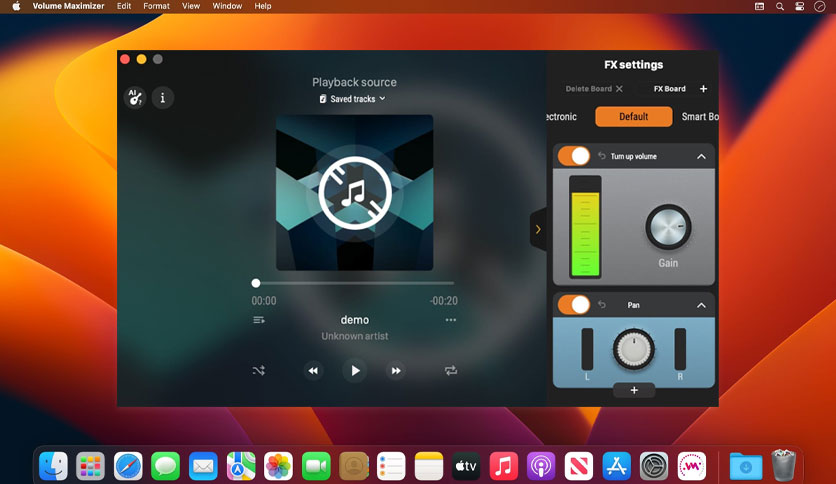 Volume Maximizer Edit Format View Window Help
FX settings
Playback source
Delete Board FX Board +
AI
i
Saved tracks
ectronic Default Smart Bo
Turn up volume
Gain
00:00 -00:20
Pan
demo
Unknown artist
L R
+
tv